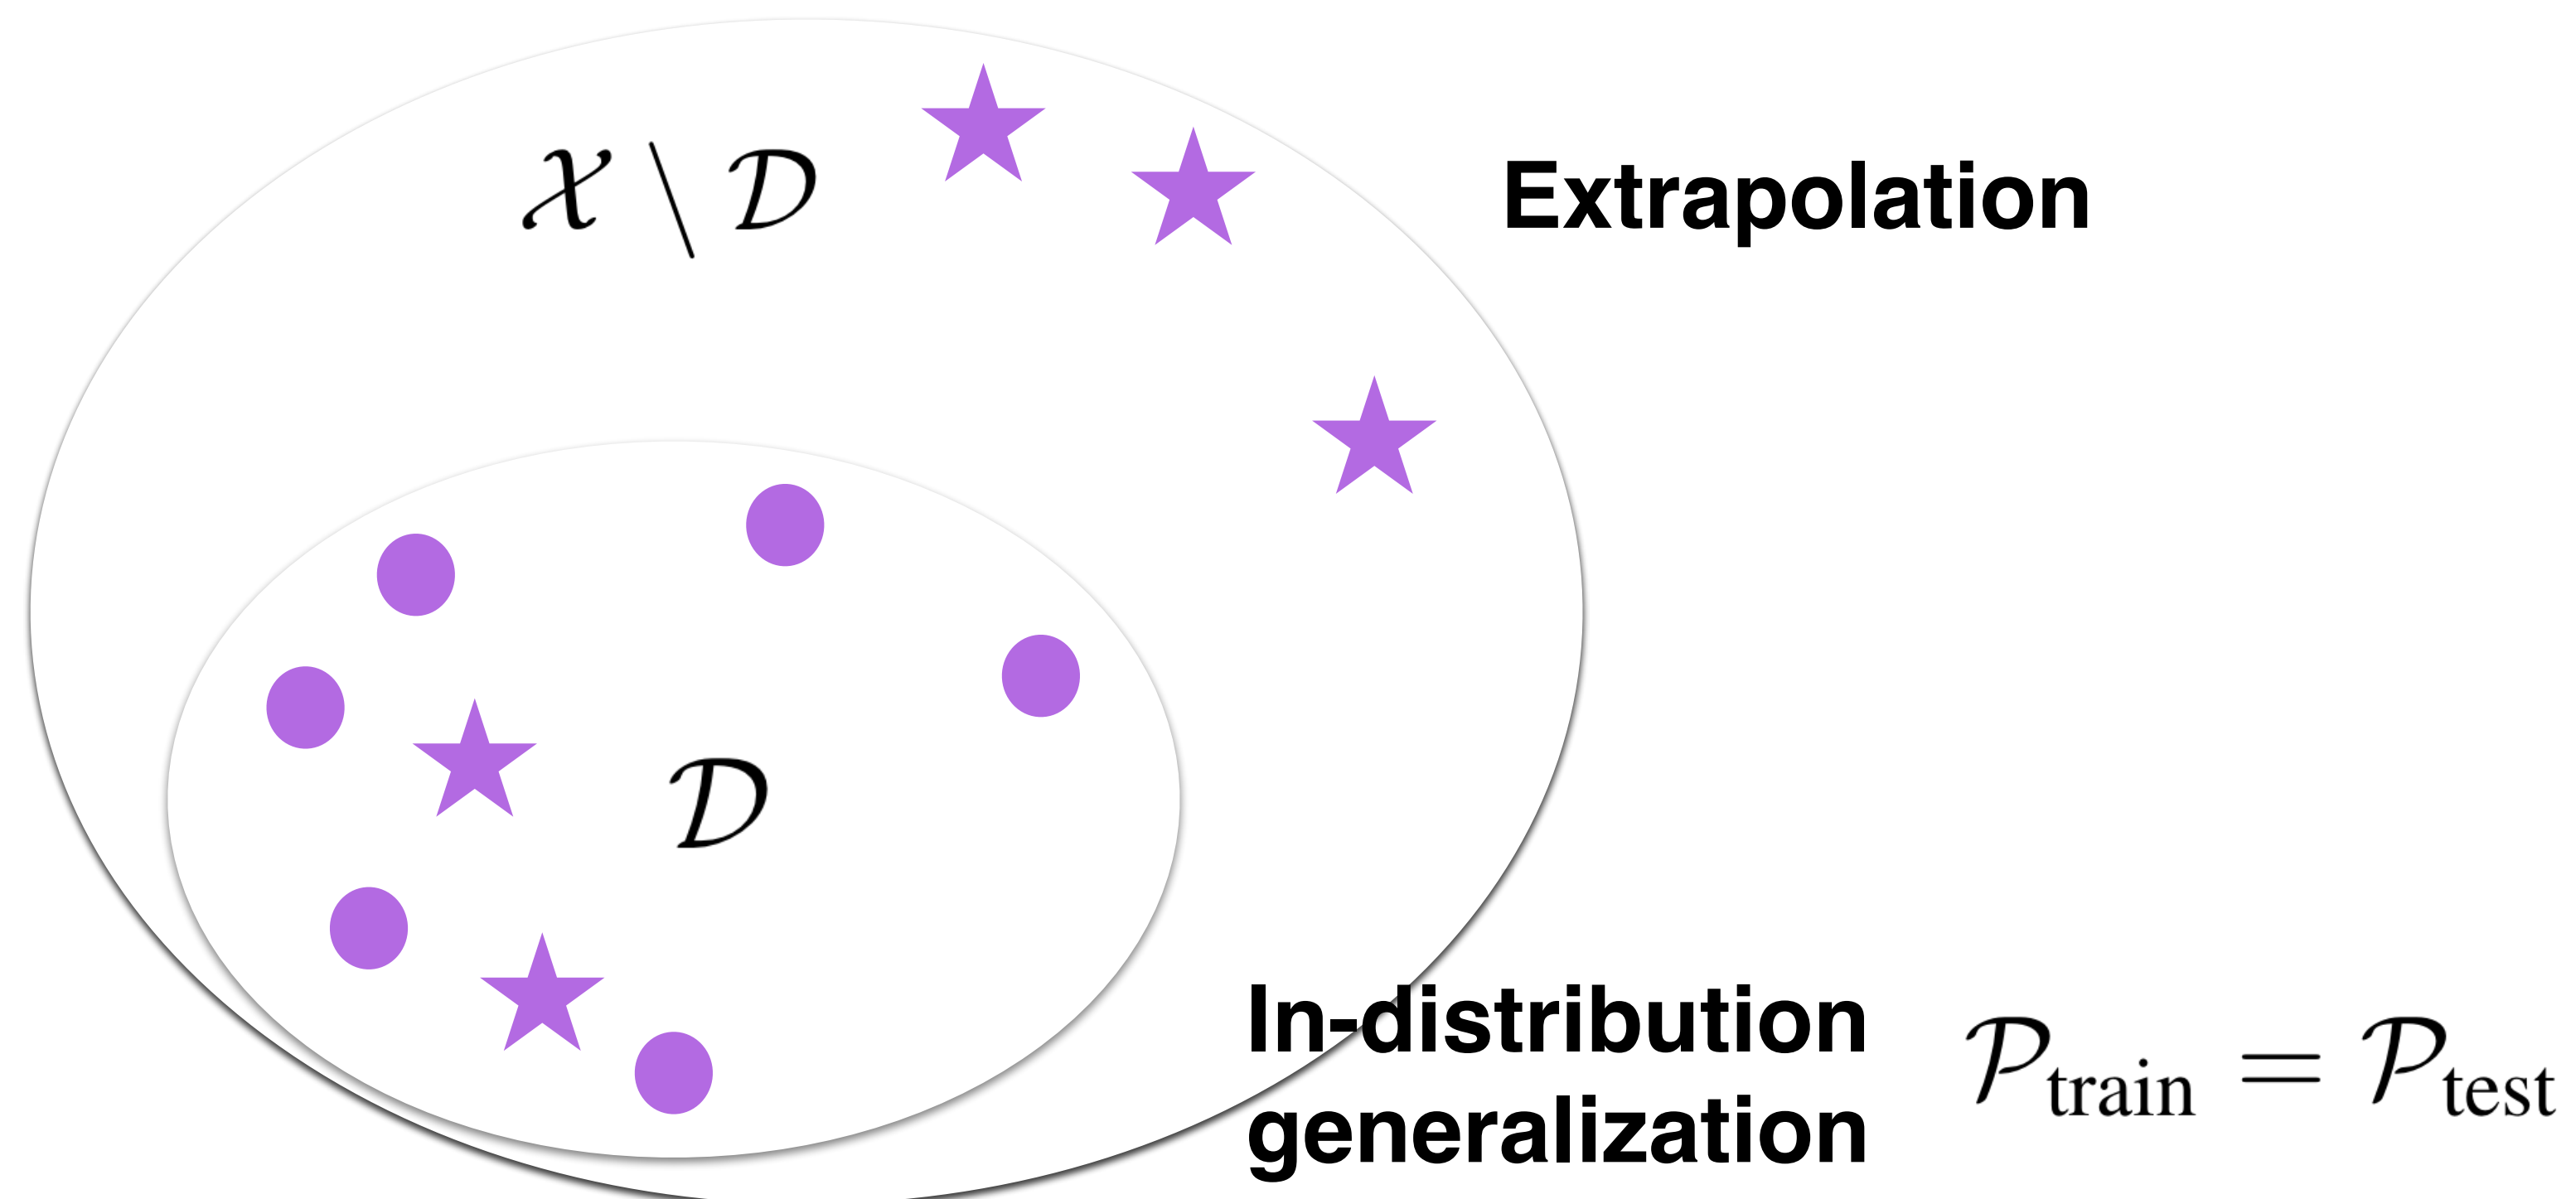 𝒳 \ 𝒟
Extrapolation
𝒟
In-distribution
generalization
𝒫train = 𝒫test